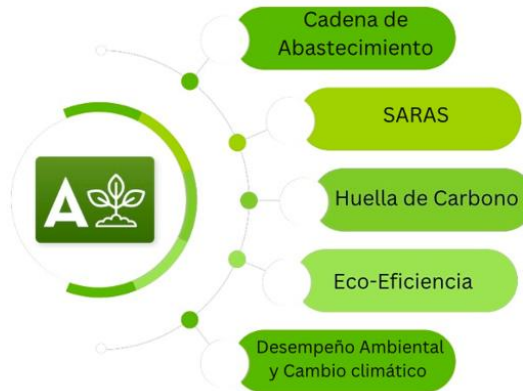 Cadena de
Abastecimiento
SARAS
A
Huella de Carbono
Eco-Eficiencia
Desempeño Ambiental
y Cambio climático